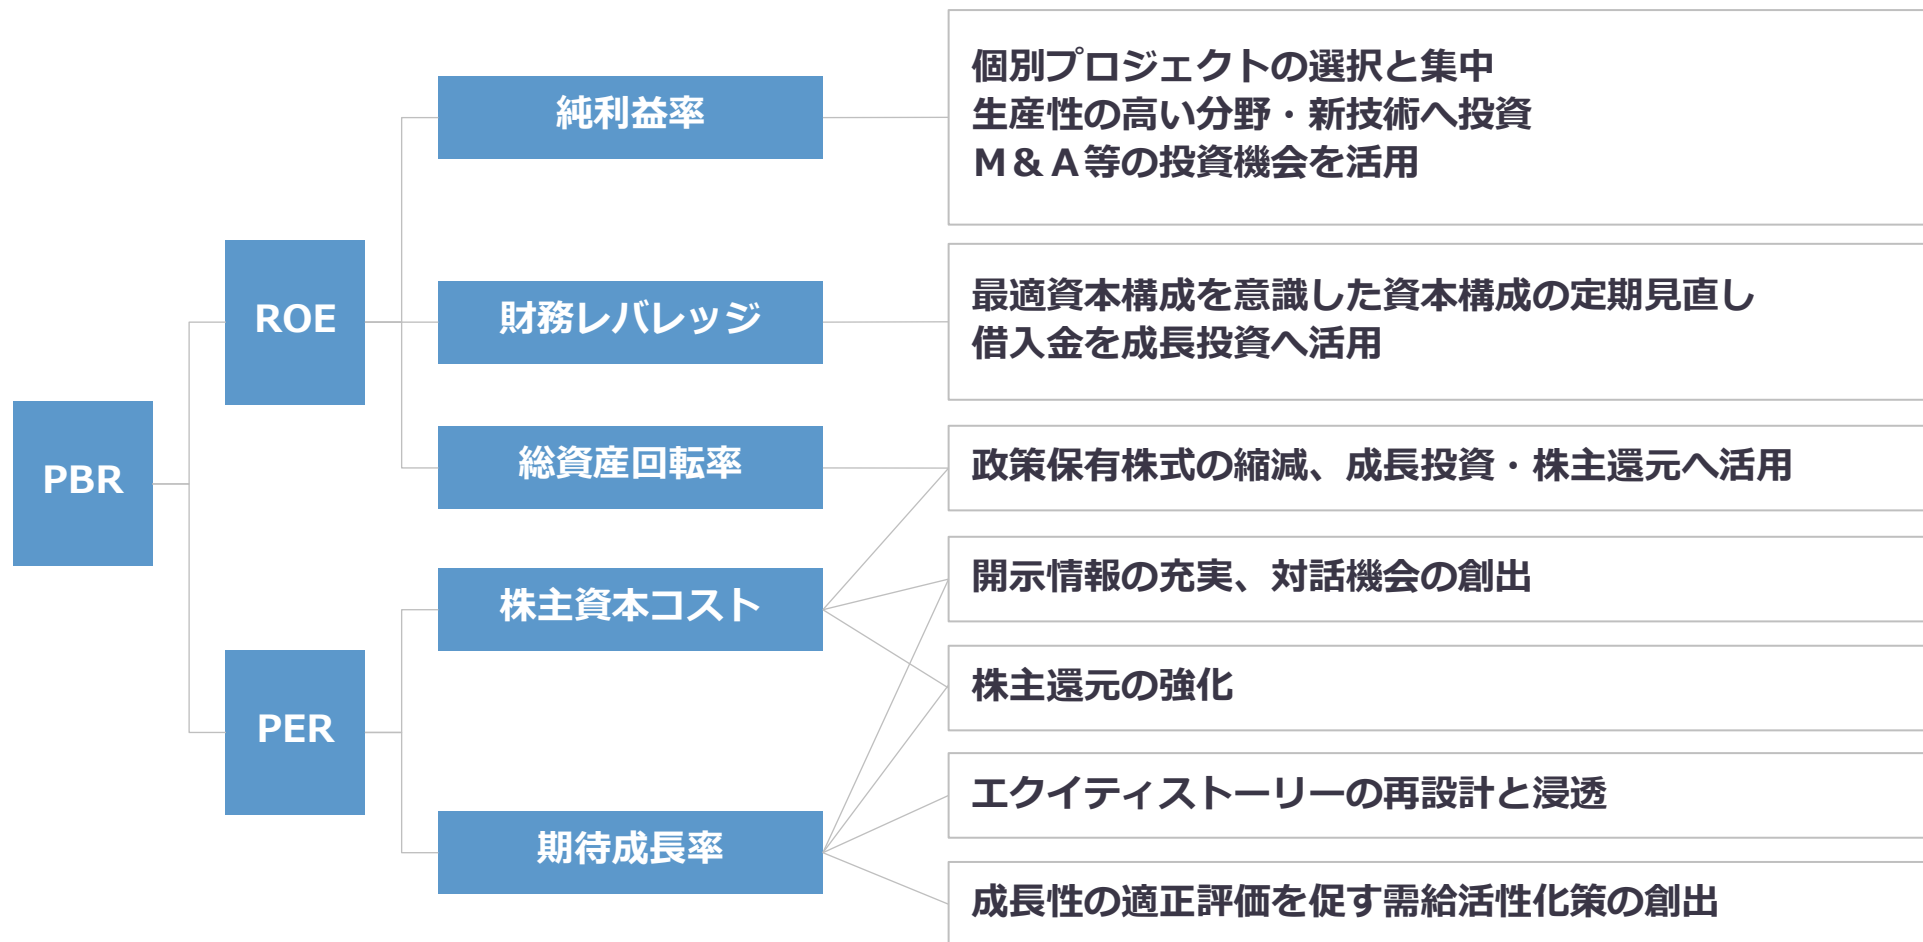 PBR
ROE
PER
純利益率
財務レバレッジ
総資産回転率
株主資本コスト
期待成長率
個別プロジェクトの選択と集中
生産性の高い分野・新技術へ投資
Ｍ＆Ａ等の投資機会を活用
最適資本構成を意識した資本構成の定期見直し
借入金を成長投資へ活用
政策保有株式の縮減、成長投資・株主還元へ活用
開示情報の充実、対話機会の創出
株主還元の強化
エクイティストーリーの再設計と浸透
成長性の適正評価を促す需給活性化策の創出